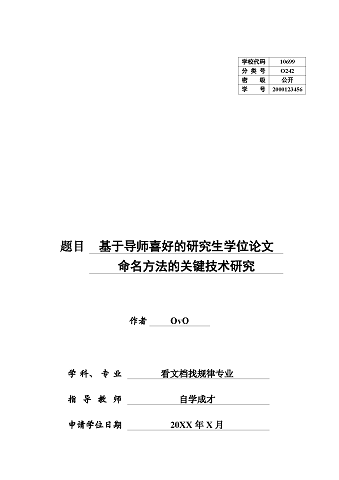 学校代码 10699
分类号 O242
密级 公开
学号 2000123456
题目 基于导师喜好的研究生学位论文
命名方法的关键技术研究
作者 OvO
学科、专业 看文档找规律专业
指导教师 自学成才
申请学位日期 20XX 年 X 月